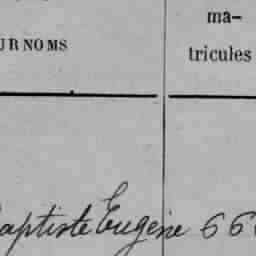 ma-
URNOMS
tricules
aptiste Eugène 66